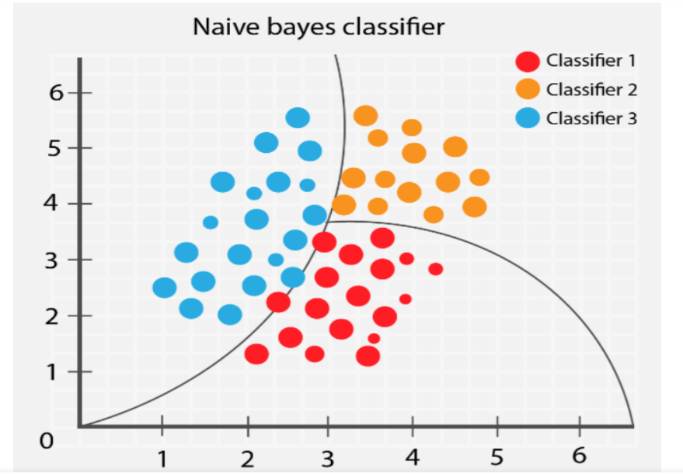 Naive bayes classifier
Classifier 1
Classifier 2
Classifier 3
6
5
4
3
2
1
0
1 2 3 4 5 6